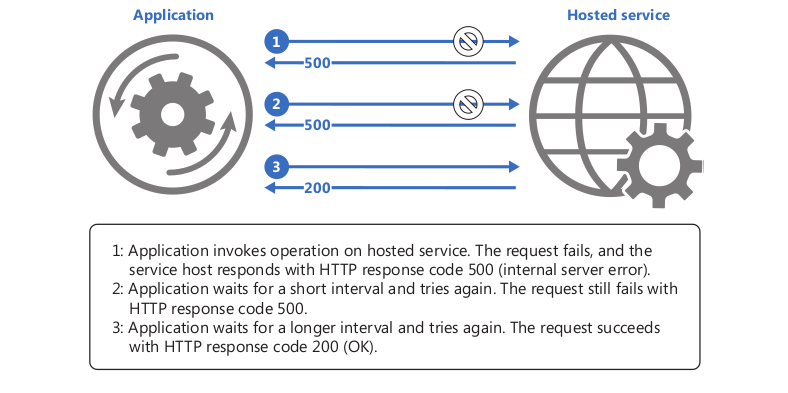 Application
Hosted service
1
500
2
500
3
200
1: Application invokes operation on hosted service. The request fails, and the
service host responds with HTTP response code 500 (internal server error).
2: Application waits for a short interval and tries again. The request still fails with
HTTP response code 500.
3: Application waits for a longer interval and tries again. The request succeeds
with HTTP response code 200 (OK).